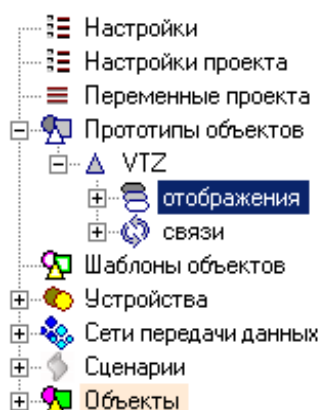 Настройки
Настройки проекта
Переменные проекта
Прототипы объектов
VTZ
отображения
связи
Шаблоны объектов
Устройства
Сети передачи данных
Сценарии
Объекты